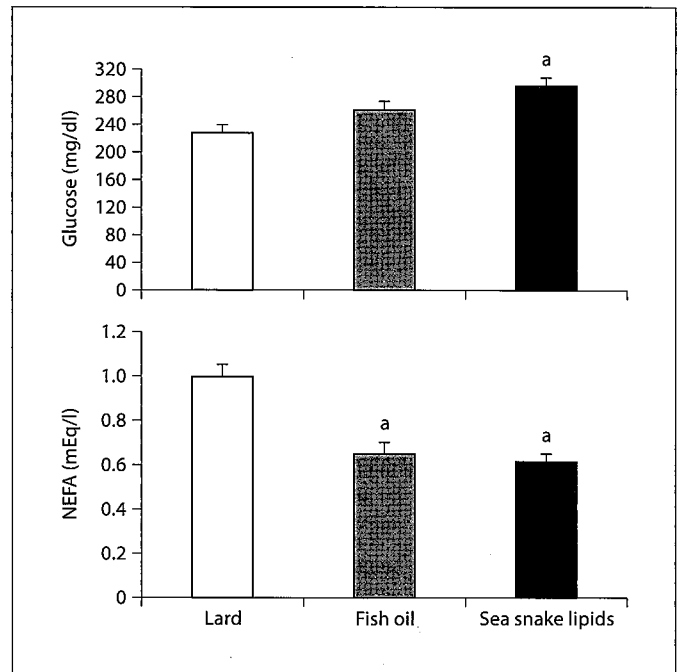 320
280
240
200
160
120
80
40
0
Glucose (mg/dl)
a
1.2
1.0
0.8
0.6
0.4
0.2
0
NEFA (mEq/l)
a
a
Lard
Fish oil
Sea snake lipids